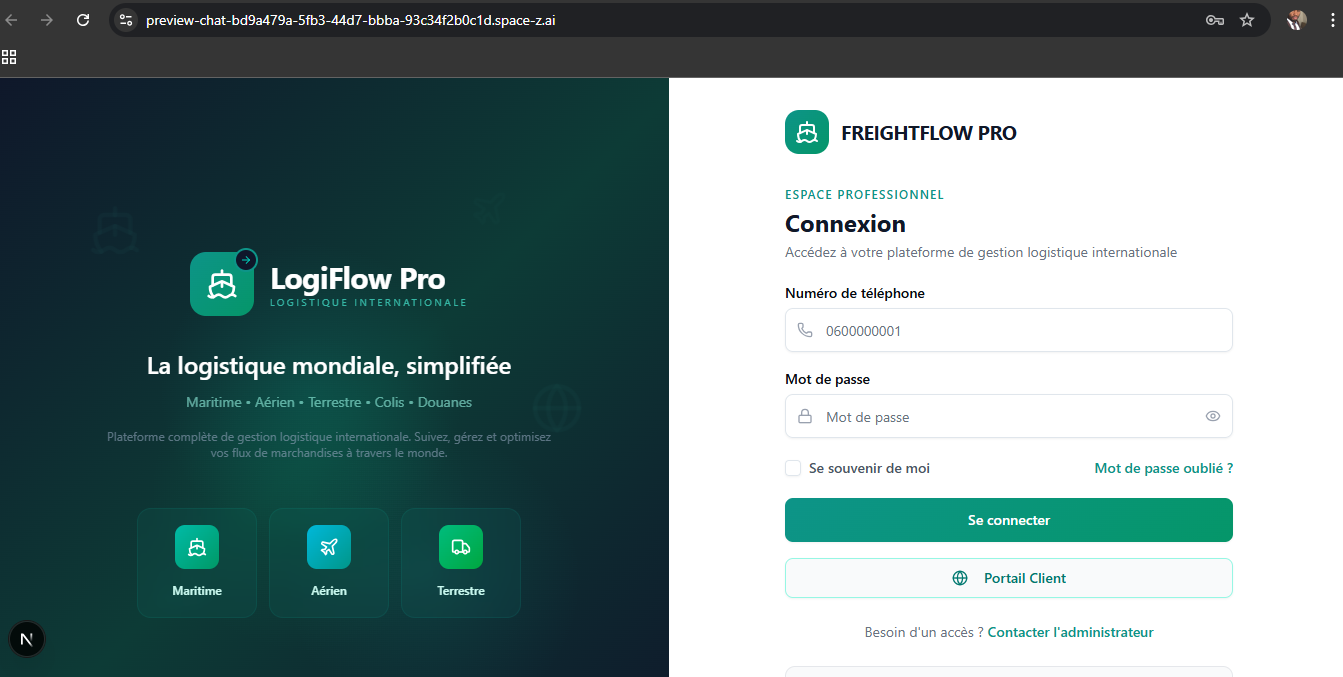 preview-chat-bd9a479a-5fb3-44d7-bbba-93c34f2b0c1d.space-z.ai
LogiFlow Pro
LOGISTIQUE INTERNATIONALE
La logistique mondiale, simplifiée
Maritime • Aérien • Terrestre • Colis • Douanes
Plateforme complète de gestion logistique internationale. Suivez, gérez et optimisez
vos flux de marchandises à travers le monde.
Maritime
Aérien
Terrestre
N
FREIGHTFLOW PRO
ESPACE PROFESSIONNEL
Connexion
Accédez à votre plateforme de gestion logistique internationale
Numéro de téléphone
0600000001
Mot de passe
Mot de passe
Se souvenir de moi
Mot de passe oublié ?
Se connecter
Portail Client
Besoin d'un accès ? Contacter l'administrateur